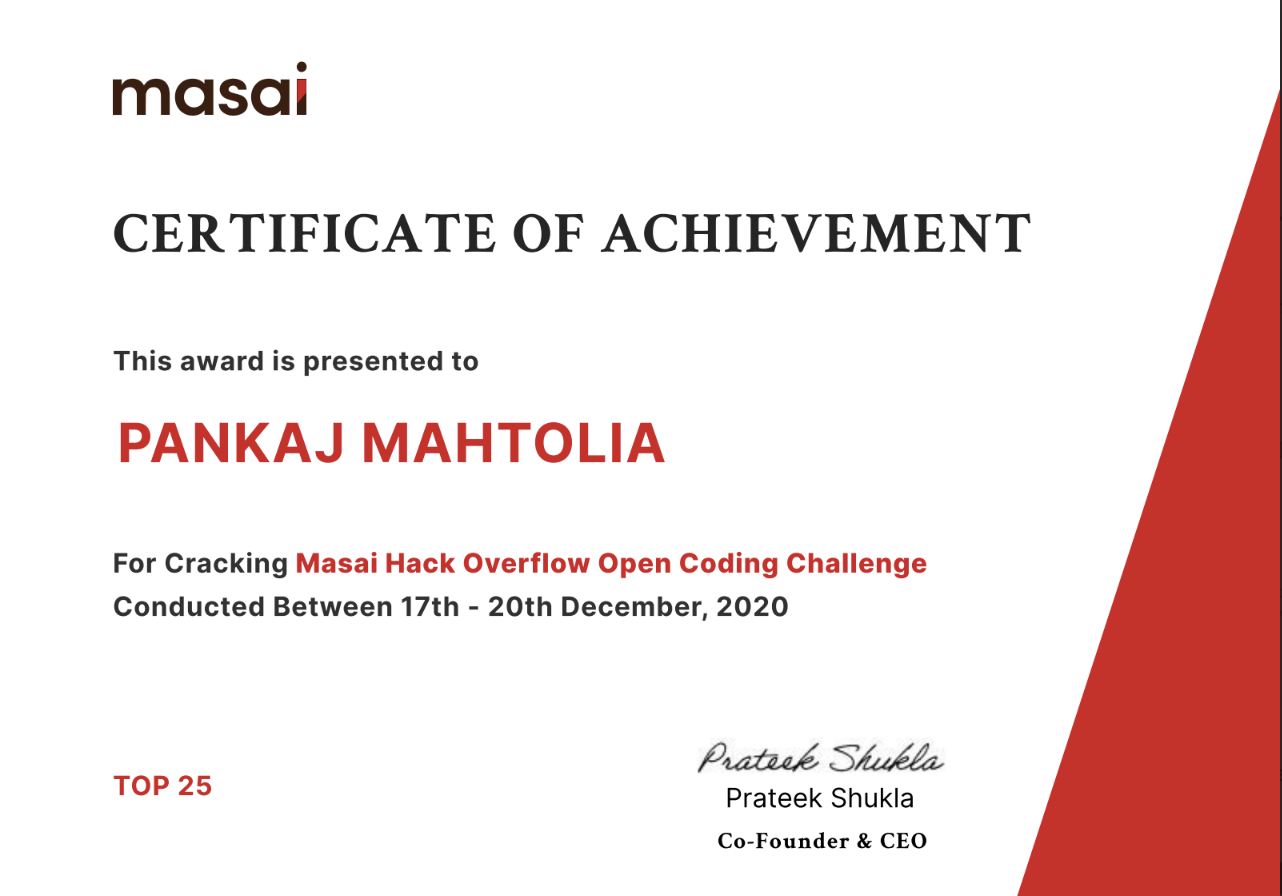 masai
CERTIFICATE OF ACHIEVEMENT
This award is presented to
PANKAJ MAHTOLIA
For Cracking Masai Hack Overflow Open Coding Challenge
Conducted Between 17th - 20th December, 2020
TOP 25
Prateek Shukla
Prateek Shukla
Co-Founder & CEO